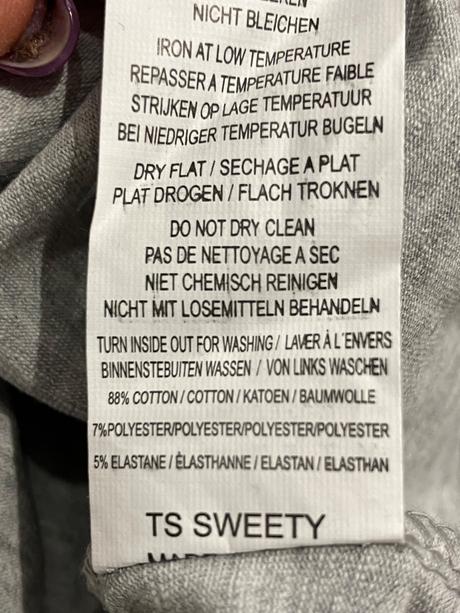 NICHT BLEICHEN
IRON AT LOW TEMPERATURE
REPASSER A TEMPERATURE FAIBLE
STRIJKEN OP LAGE TEMPERATUUR
BEI NIEDRIGER TEMPERATUR BUGELN
DRY FLAT / SECHAGE A PLAT
PLAT DROGEN / FLACH TROKNEN
DO NOT DRY CLEAN
PAS DE NETTOYAGE A SEC
NIET CHEMISCH REINIGEN
NICHT MIT LOSEMITTELN BEHANDELN
TURN INSIDE OUT FOR WASHING / LAVER À L´ENVERS
BINNENSTEBUITEN WASSEN / VON LINKS WASCHEN
88% COTTON / COTTON / KATOEN / BAUMWOLLE
7%POLYESTER/POLYESTER/POLYESTER/POLYESTER
5% ELASTANE / ÈLASTHANNE / ELASTAN / ELASTHAN
TS SWEETY